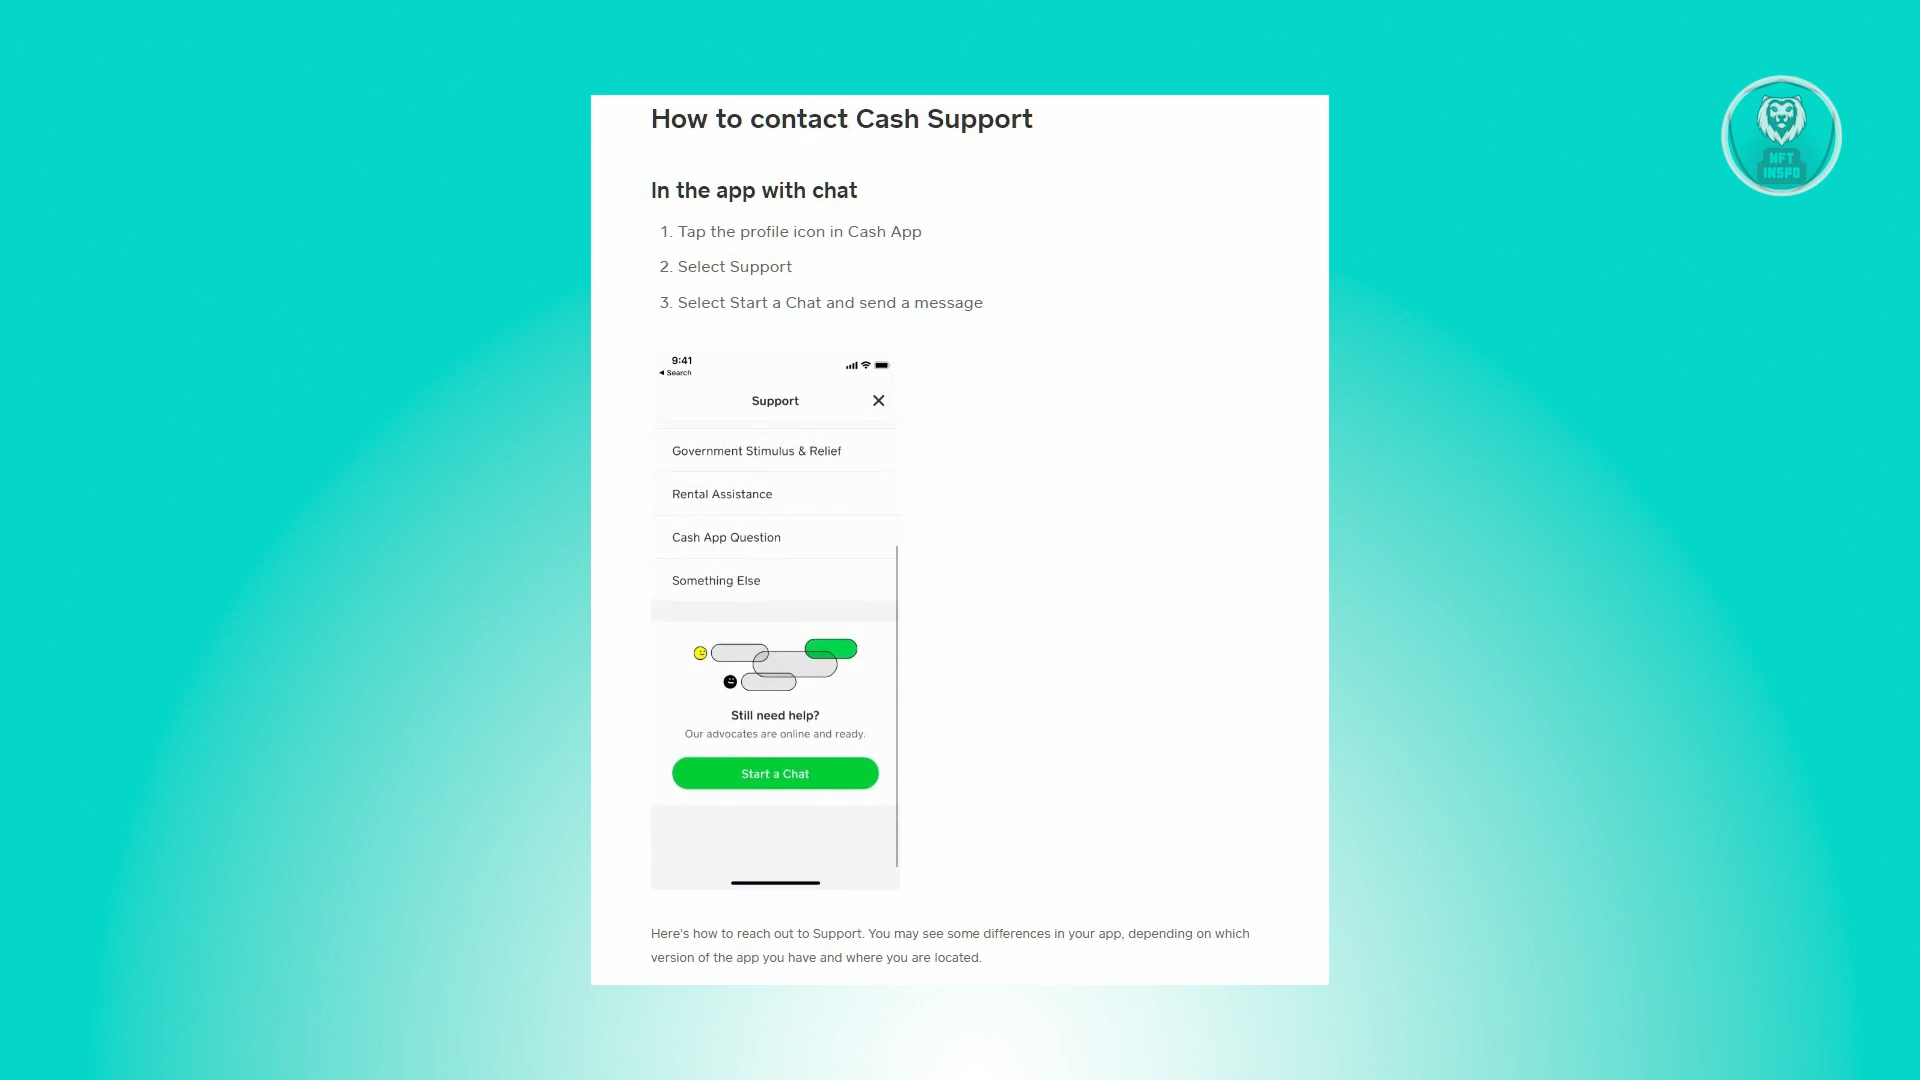 How to contact Cash Support
NFT
INSPO
In the app with chat
1. Tap the profile icon in Cash App
2. Select Support
3. Select Start a Chat and send a message
9:41
◄ Search
Support
Government Stimulus & Relief
Rental Assistance
Cash App Question
Something Else
Still need help?
Our advocates are online and ready.
Start a Chat
Here's how to reach out to Support. You may see some differences in your app, depending on which
version of the app you have and where you are located.